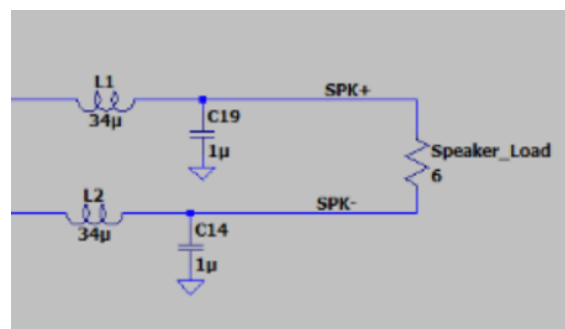 L1
34µ
SPK+
C19
1µ
Speaker_Load
6
L2
34µ
SPK-
C14
1µ